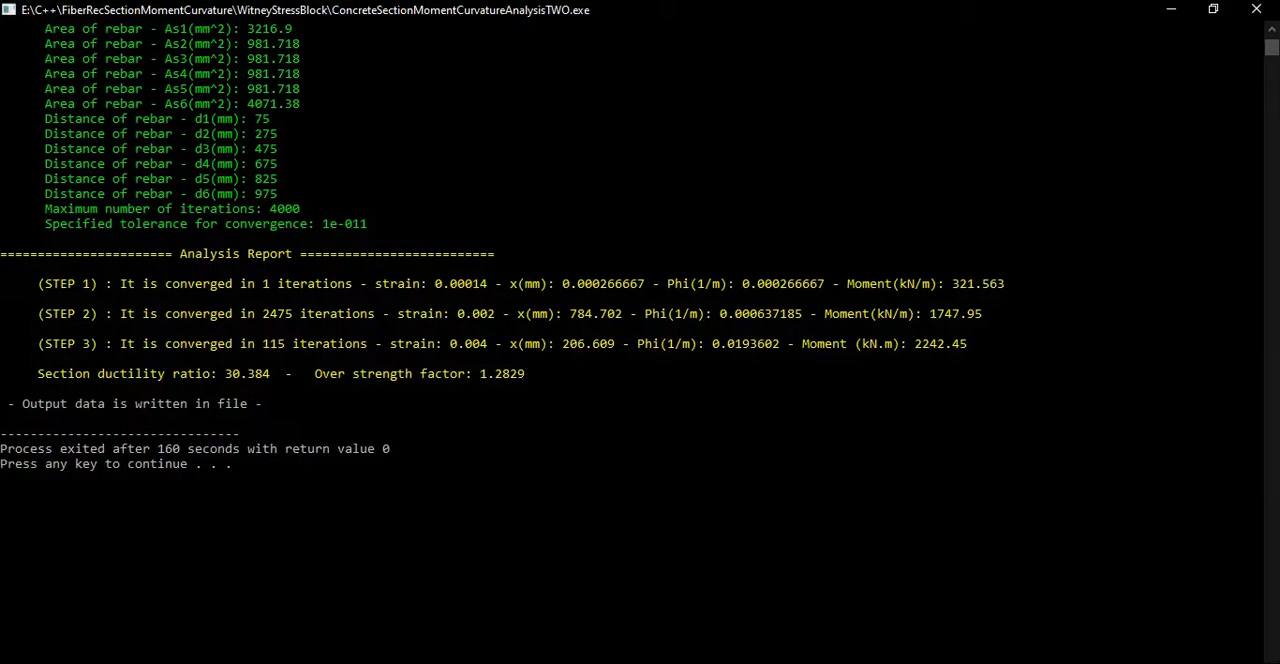 E:\C++\FiberRecSectionMomentCurvature\WitneyStressBlock\ConcreteSectionMomentCurvatureAnalysisTWO.exe
Area of rebar - As1(mm^2): 3216.9
Area of rebar - As2(mm^2): 981.718
Area of rebar - As3(mm^2): 981.718
Area of rebar - As4(mm^2): 981.718
Area of rebar - As5(mm^2): 981.718
Area of rebar - As6(mm^2): 4071.38
Distance of rebar - d1(mm): 75
Distance of rebar - d2(mm): 275
Distance of rebar - d3(mm): 475
Distance of rebar - d4(mm): 675
Distance of rebar - d5(mm): 825
Distance of rebar - d6(mm): 975
Maximum number of iterations: 4000
Specified tolerance for convergence: 1e-011
======================= Analysis Report ==========================
(STEP 1) : It is converged in 1 iterations - strain: 0.00014 - x(mm): 0.000266667 - Phi(1/m): 0.000266667 - Moment(kN/m): 321.563
(STEP 2) : It is converged in 2475 iterations - strain: 0.002 - x(mm): 784.702 - Phi(1/m): 0.000637185 - Moment(kN/m): 1747.95
(STEP 3) : It is converged in 115 iterations - strain: 0.004 - x(mm): 206.609 - Phi(1/m): 0.0193602 - Moment (kN.m): 2242.45
Section ductility ratio: 30.384  -   Over strength factor: 1.2829
- Output data is written in file -
--------------------------------
Process exited after 160 seconds with return value 0
Press any key to continue . . .